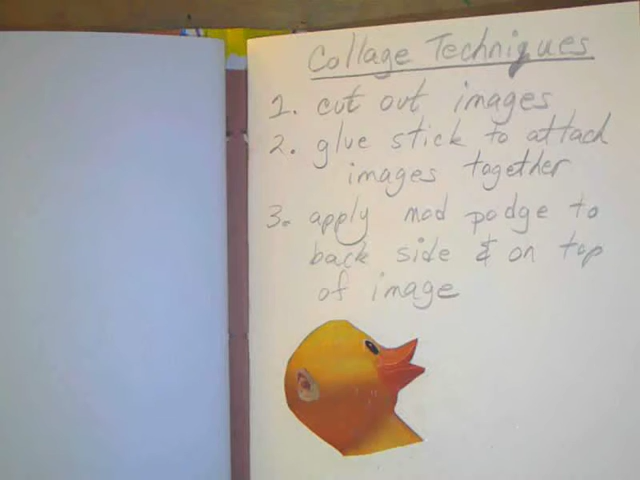 Collage Techniques
1. cut out images
2. glue stick to attach
images together
3. apply mod podge to
back side & on top
of image